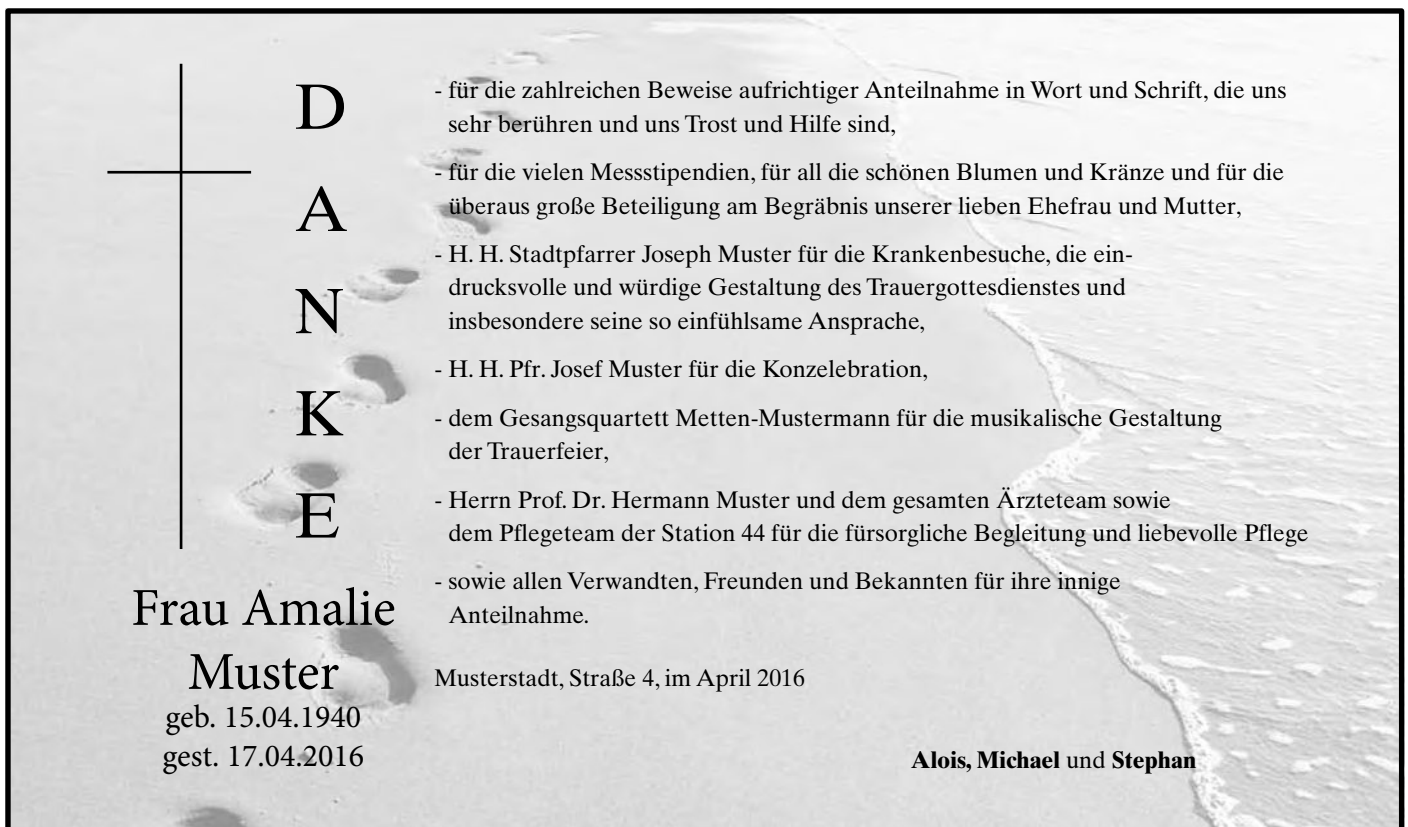 D
A
N
K
E
Frau Amalie
Muster
geb. 15.04.1940
gest. 17.04.2016
- für die zahlreichen Beweise aufrichtiger Anteilnahme in Wort und Schrift, die uns
sehr berühren und uns Trost und Hilfe sind,
- für die vielen Messstipendien, für all die schönen Blumen und Kränze und für die
überaus große Beteiligung am Begräbnis unserer lieben Ehefrau und Mutter,
- H. H. Stadtpfarrer Joseph Muster für die Krankenbesuche, die ein-
drucksvolle und würdige Gestaltung des Trauergottesdienstes und
insbesondere seine so einfühlsame Ansprache,
- H. H. Pfr. Josef Muster für die Konzelebration,
- dem Gesangsquartett Metten-Mustermann für die musikalische Gestaltung
der Trauerfeier,
- Herrn Prof. Dr. Hermann Muster und dem gesamten Ärzteteam sowie
dem Pflegeteam der Station 44 für die fürsorgliche Begleitung und liebevolle Pflege
- sowie allen Verwandten, Freunden und Bekannten für ihre innige
Anteilnahme.
Musterstadt, Straße 4, im April 2016
Alois, Michael und Stephan